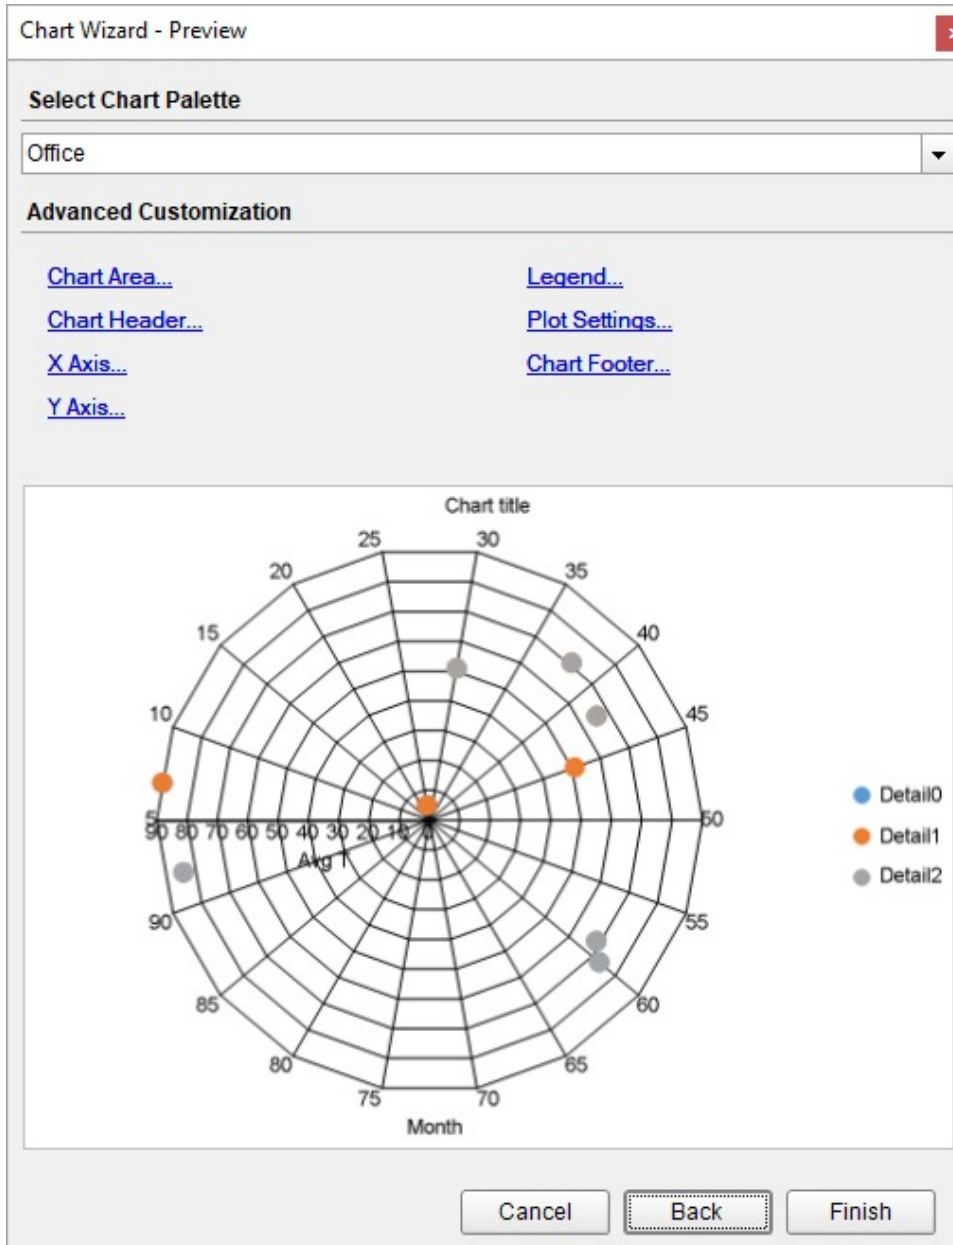 Chart Wizard - Preview
x
Select Chart Palette
Office
Advanced Customization
Chart Area...
Legend...
Chart Header...
Plot Settings...
X Axis...
Chart Footer...
Y Axis...
Chart title
25 30
20 35
15 40
10 45
5 50
90 80 70 60 50 40 30 20 10 0
Avg 1
90 55
85 60
80 65
75 70
Month
Detail0
Detail1
Detail2
Cancel Back Finish